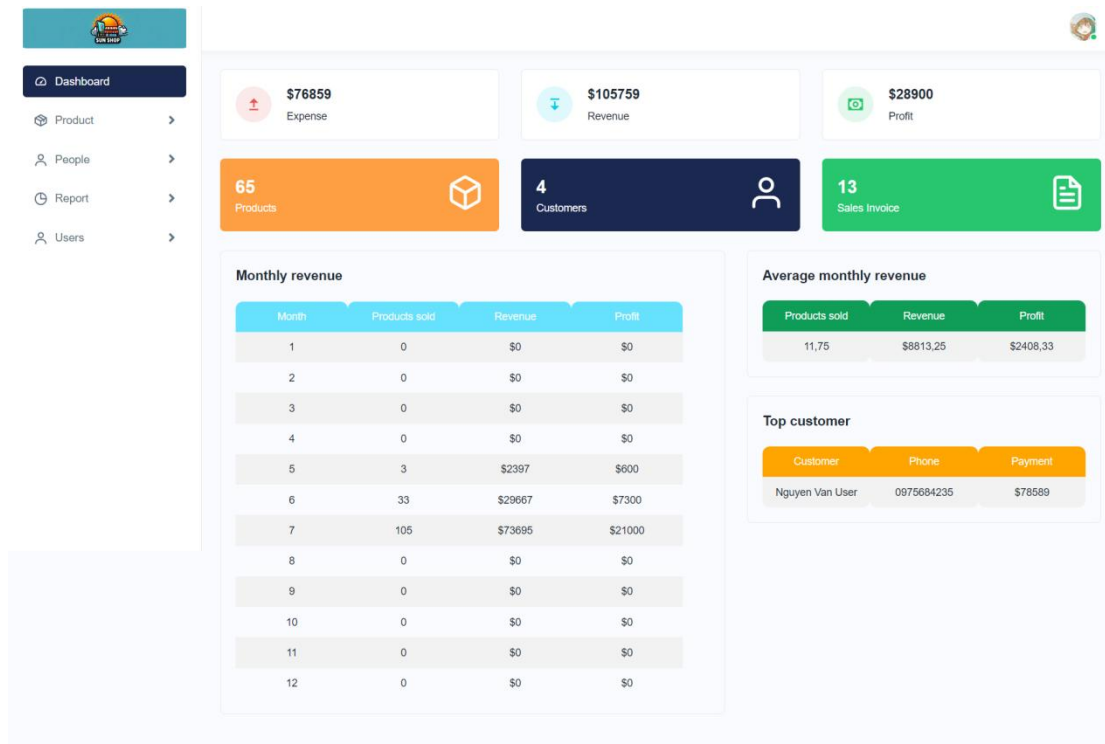 SUN SHOP
Dashboard
Product
People
Report
Users
$76859
Expense
$105759
Revenue
$28900
Profit
65
Products
4
Customers
13
Sales Invoice
Monthly revenue
Month Products sold Revenue Profit
1 0 $0 $0
2 0 $0 $0
3 0 $0 $0
4 0 $0 $0
5 3 $2397 $600
6 33 $29667 $7300
7 105 $73695 $21000
8 0 $0 $0
9 0 $0 $0
10 0 $0 $0
11 0 $0 $0
12 0 $0 $0
Average monthly revenue
Products sold Revenue Profit
11,75 $8813,25 $2408,33
Top customer
Customer Phone Payment
Nguyen Van User 0975684235 $78589